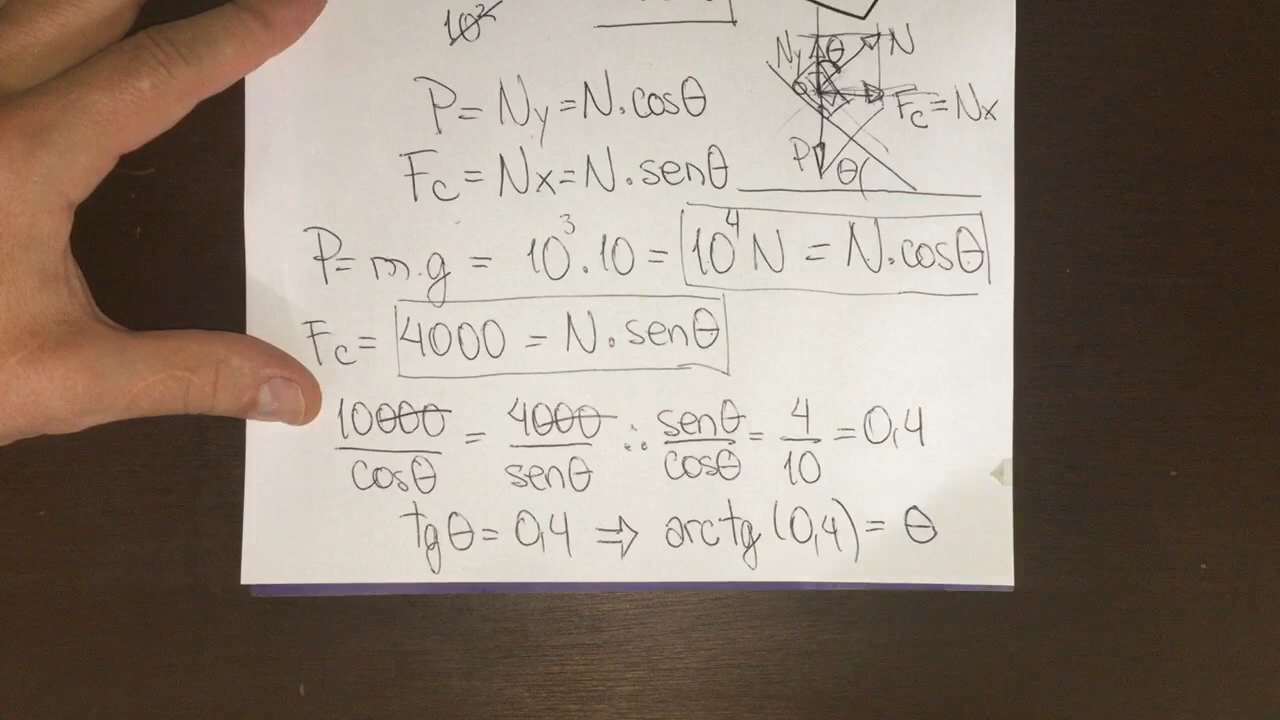 10²
Ny θ N
Fc = Nx
P θ
P = Ny = N.cosθ
Fc = Nx = N.senθ
P = m.g = 10³.10 = 10⁴N = N.cosθ
Fc = 4000 = N.senθ
10000/cosθ = 4000/senθ ∴ senθ/cosθ = 4/10 = 0,4
tgθ = 0,4 ⇒ arctg(0,4) = θ